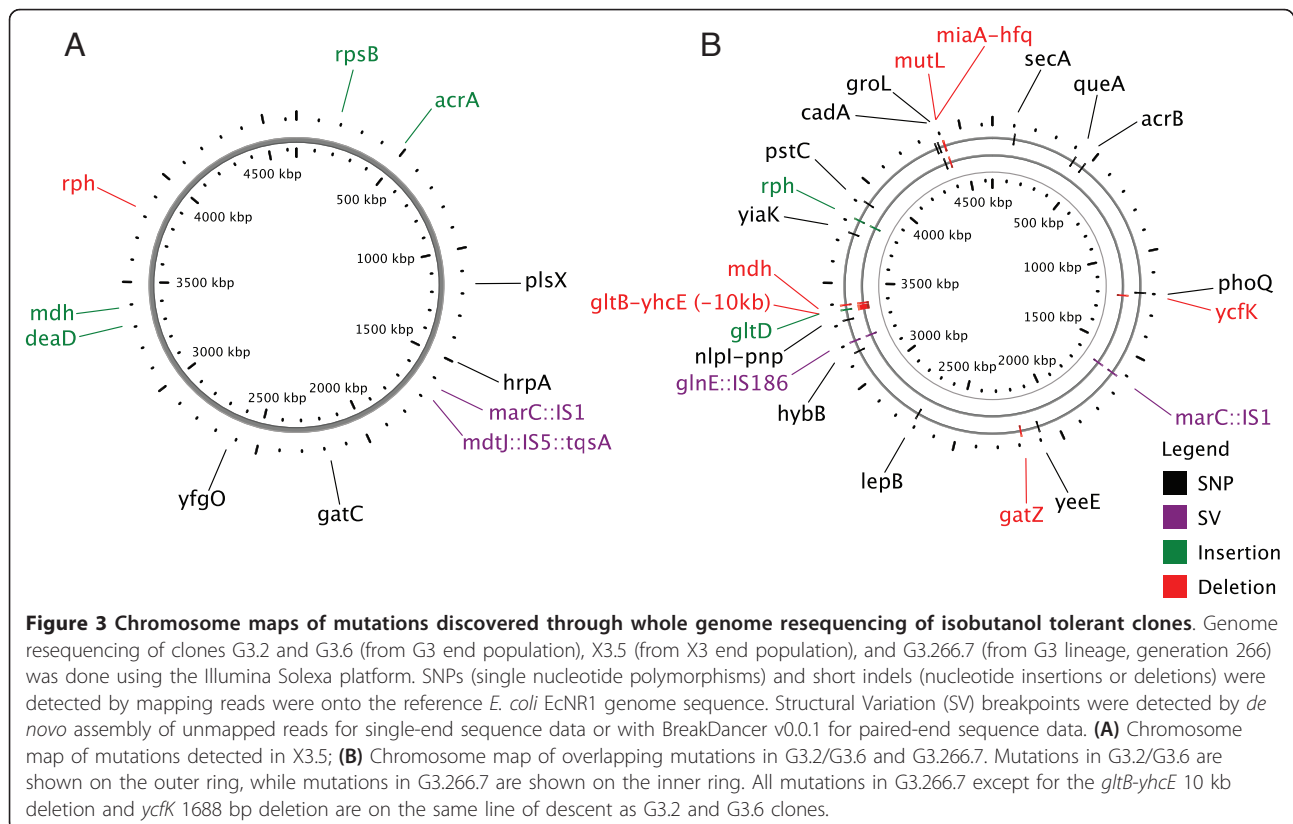 A
rpsB
acrA
rph
4500 kbp
500 kbp
4000 kbp
1000 kbp
3500 kbp
plsX
mdh
deaD
1500 kbp
3000 kbp
2000 kbp
2500 kbp
hrpA
marC::IS1
mdtJ::IS5::tqsA
yfgO
gatC
B
miaA-hfq
mutL
secA
groL
queA
cadA
acrB
pstC
rph
yiaK
4500 kbp
500 kbp
4000 kbp
1000 kbp
mdh
3500 kbp
phoQ
gltB-yhcE (-10kb)
ycfK
gltD
1500 kbp
nlpI-pnp
3000 kbp
2000 kbp
2500 kbp
glnE::IS186
hybB
marC::IS1
lepB
gatZ
yeeE
Legend
SNP
SV
Insertion
Deletion
Figure 3 Chromosome maps of mutations discovered through whole genome resequencing of isobutanol tolerant clones. Genome
resequencing of clones G3.2 and G3.6 (from G3 end population), X3.5 (from X3 end population), and G3.266.7 (from G3 lineage, generation 266)
was done using the Illumina Solexa platform. SNPs (single nucleotide polymorphisms) and short indels (nucleotide insertions or deletions) were
detected by mapping reads were onto the reference E. coli EcNR1 genome sequence. Structural Variation (SV) breakpoints were detected by de
novo assembly of unmapped reads for single-end sequence data or with BreakDancer v0.0.1 for paired-end sequence data. (A) Chromosome
map of mutations detected in X3.5; (B) Chromosome map of overlapping mutations in G3.2/G3.6 and G3.266.7. Mutations in G3.2/G3.6 are
shown on the outer ring, while mutations in G3.266.7 are shown on the inner ring. All mutations in G3.266.7 except for the gltB-yhcE 10 kb
deletion and ycfK 1688 bp deletion are on the same line of descent as G3.2 and G3.6 clones.